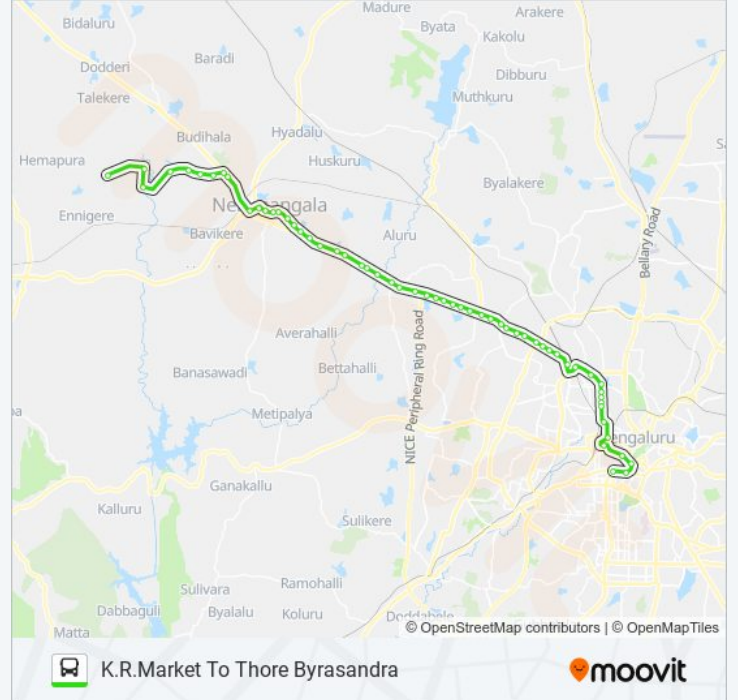 Madure
Arakere
Bidaluru
Byata
Kakolu
Baradi
Dodderi
Dibburu
Talekere
Muthkuru
Budihala
Hyadalu
Hemapura
Huskuru
Byalakere
Ennigere
Bavikere
Aluru
Bellary Road
Averahalli
NICE Peripheral Ring Road
Banasawadi
Bettahalli
Metipalya
engaluru
Ganakallu
Kalluru
Sulikere
Ramohalli
Sulivara
Dabbaguli
Byalalu
Koluru
Matta
© OpenStreetMap contributors | © OpenMapTiles
K.R.Market To Thore Byrasandra
moovit